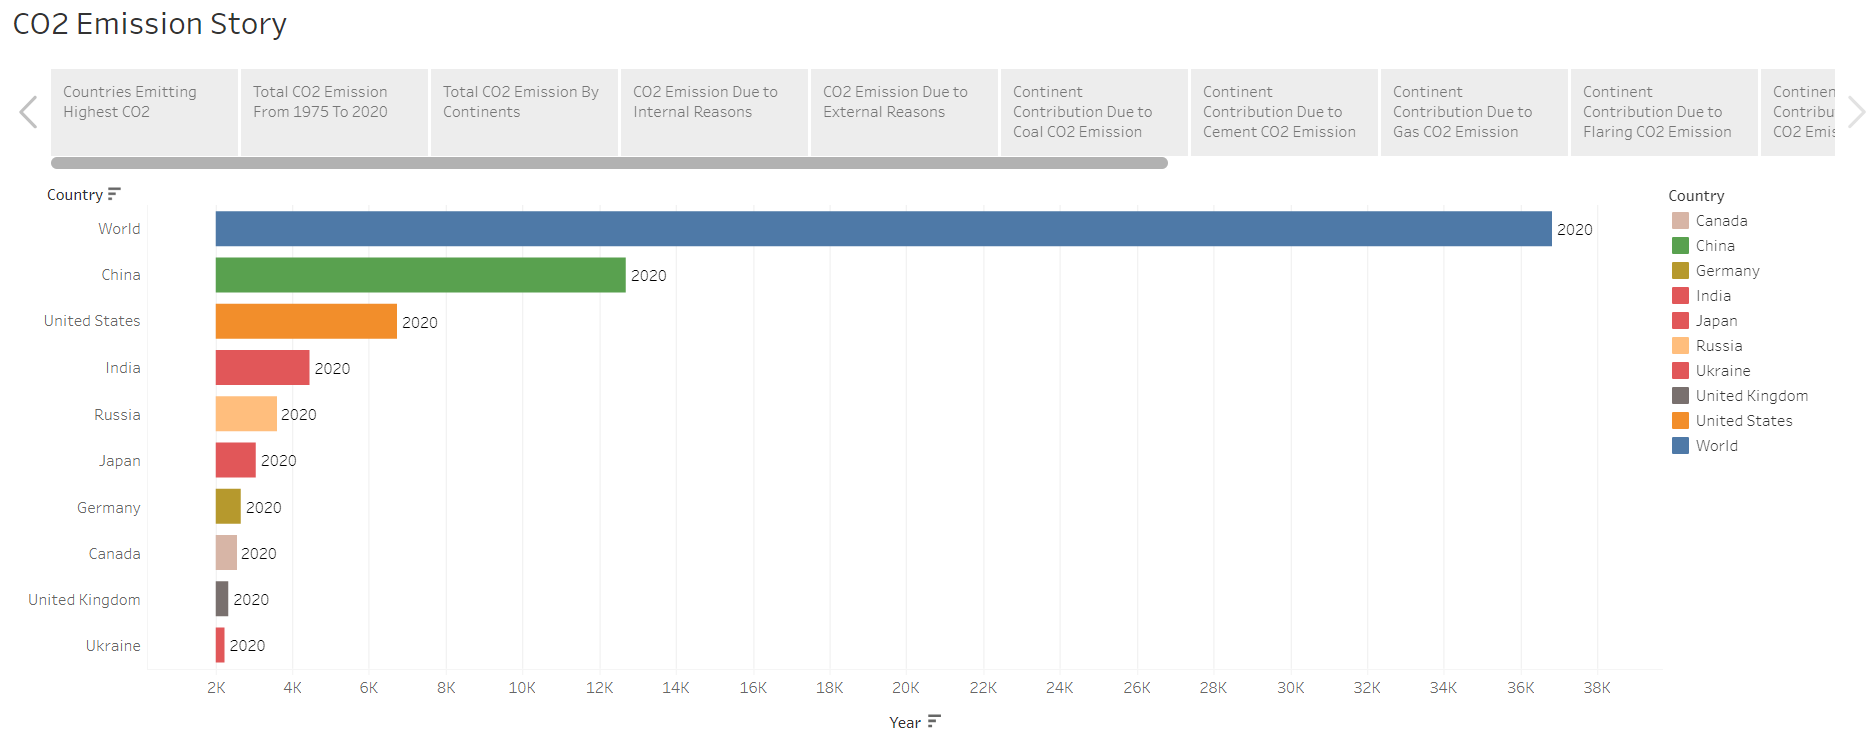 CO2 Emission Story
Countries Emitting
Highest CO2
Total CO2 Emission
From 1975 To 2020
Total CO2 Emission By
Continents
CO2 Emission Due to
Internal Reasons
CO2 Emission Due to
External Reasons
Continent
Contribution Due to
Coal CO2 Emission
Continent
Contribution Due to
Cement CO2 Emission
Continent
Contribution Due to
Gas CO2 Emission
Continent
Contribution Due to
Flaring CO2 Emission
Continen
Contribu
CO2 Emis
Country
World
2020
China
2020
United States
2020
India
2020
Russia
2020
Japan
2020
Germany
2020
Canada
2020
United Kingdom
2020
Ukraine
2020
2K 4K 6K 8K 10K 12K 14K 16K 18K 20K 22K 24K 26K 28K 30K 32K 34K 36K 38K
Year
Country
Canada
China
Germany
India
Japan
Russia
Ukraine
United Kingdom
United States
World